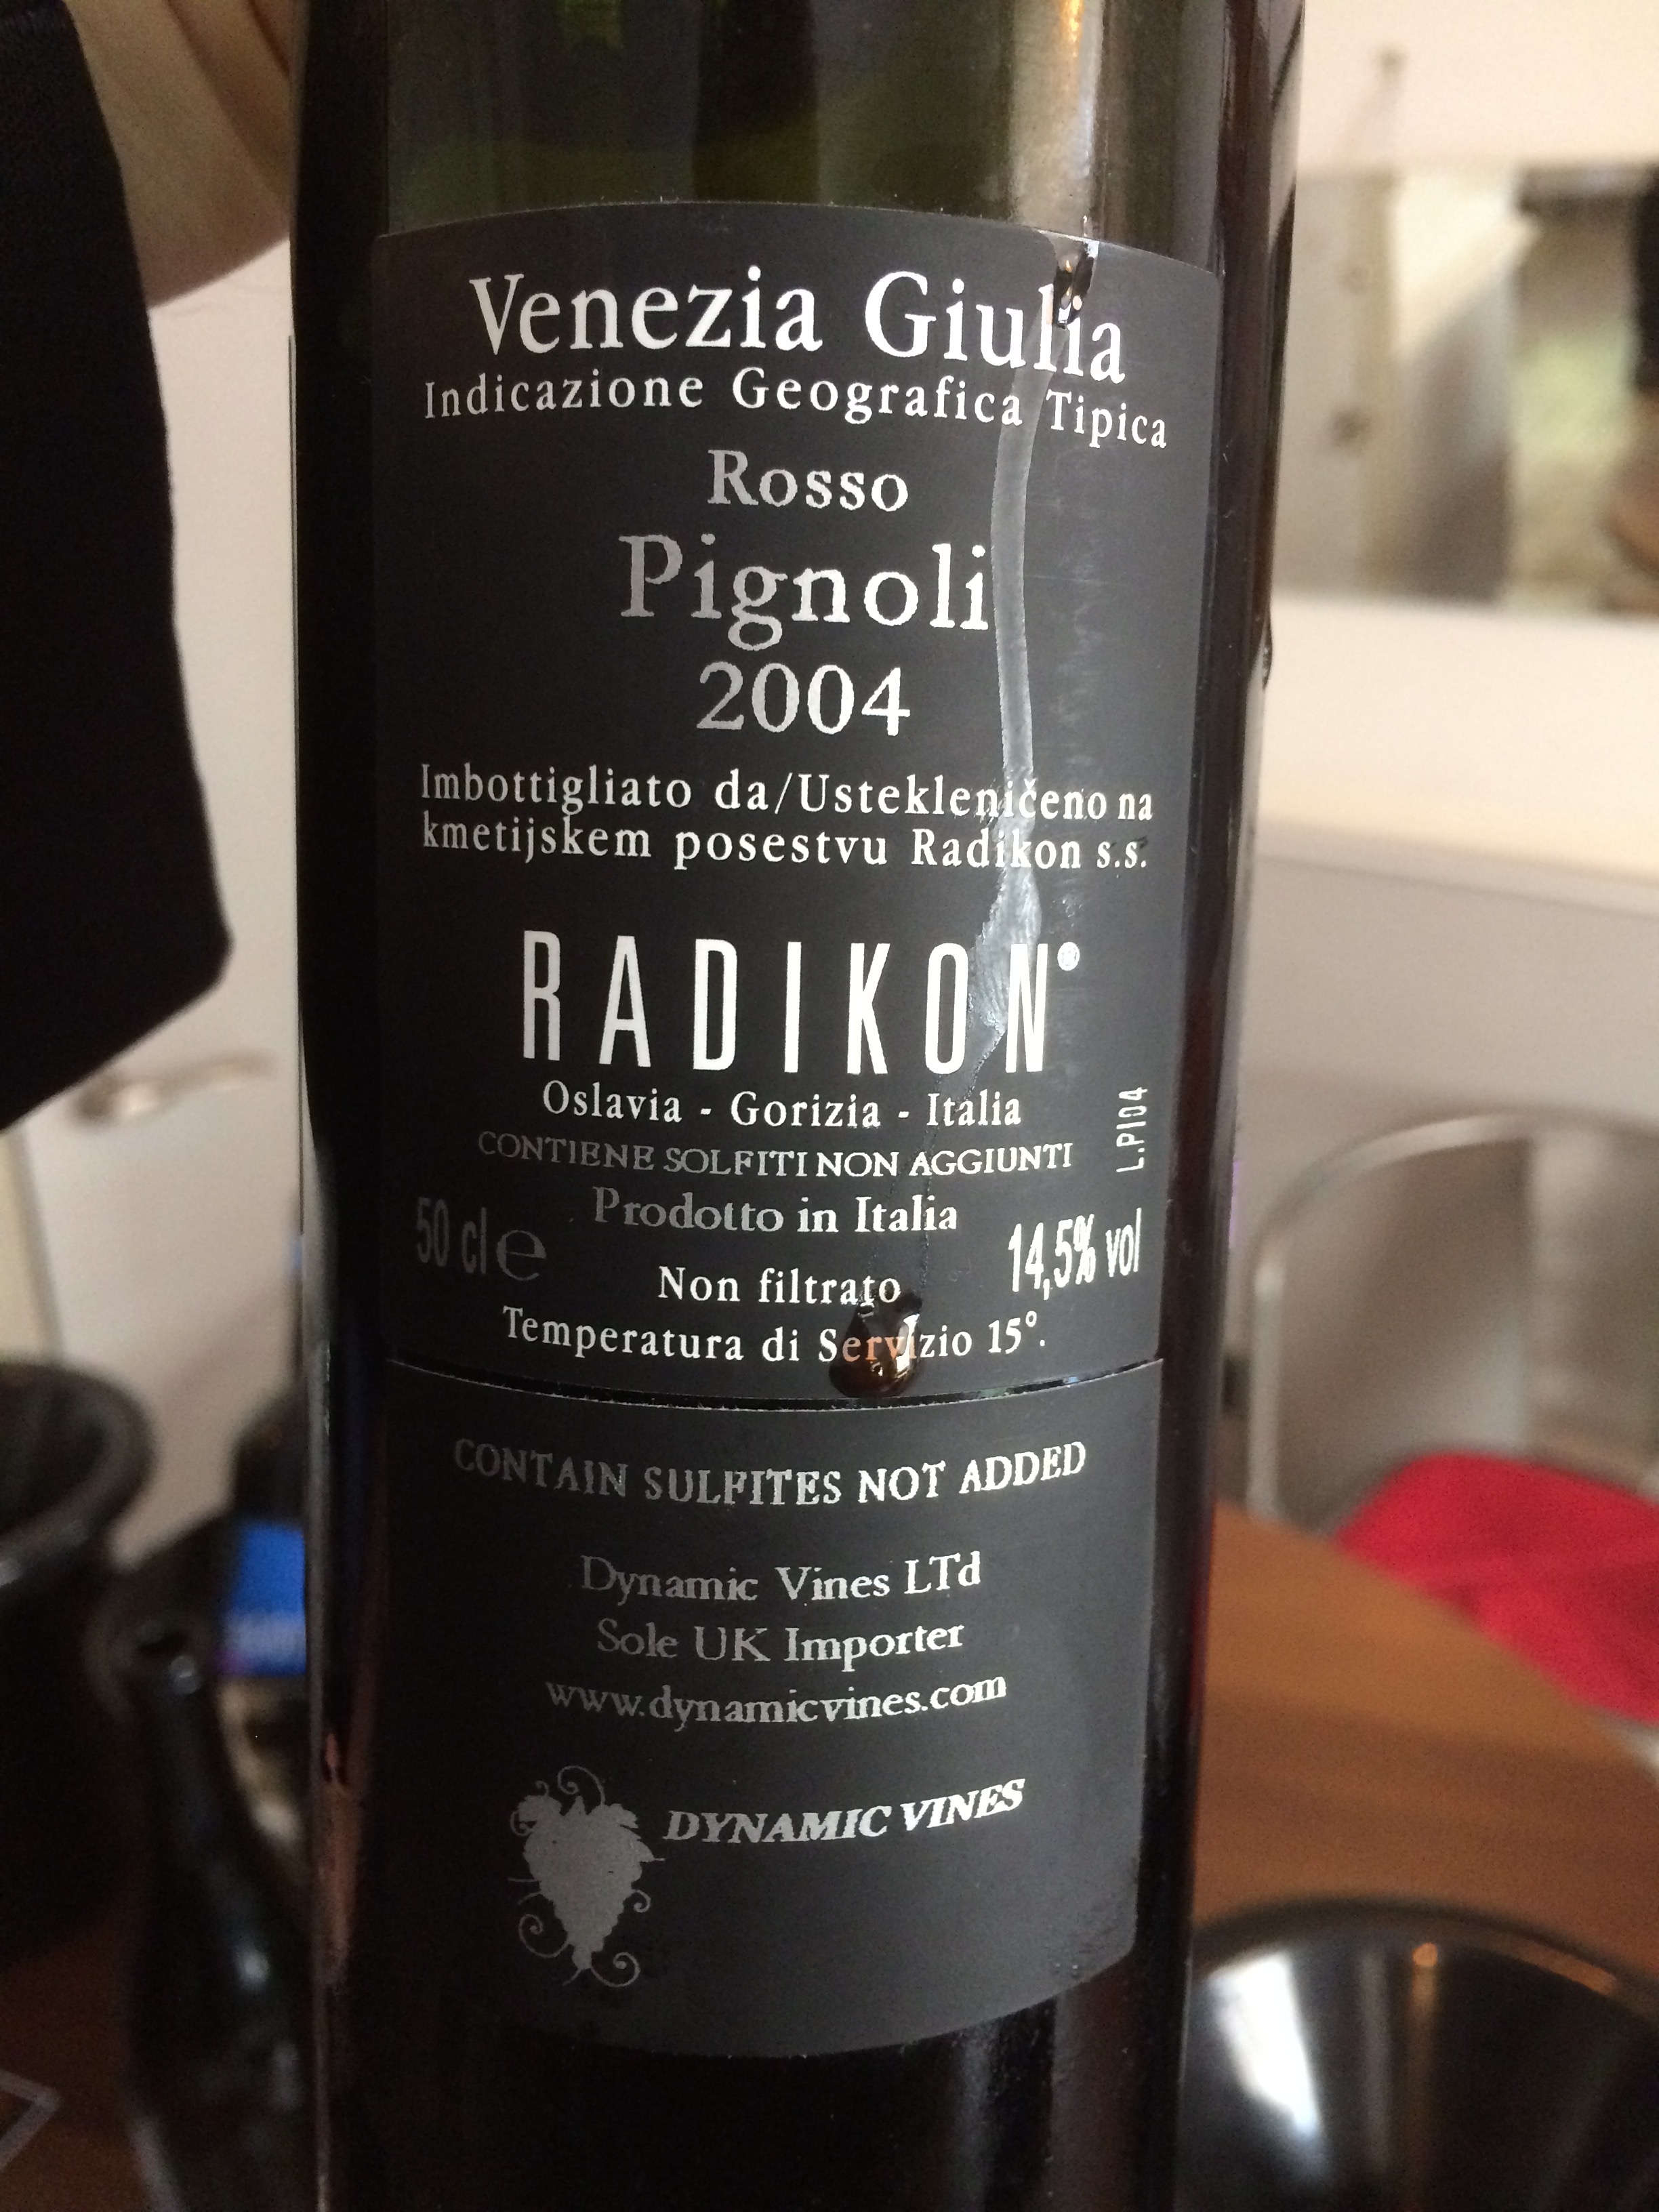 Venezia Giulia
Indicazione Geografica Tipica
Rosso
Pignoli
2004
Imbottigliato da/Ustekleničeno na
kmetijskem posestvu Radikon s.s.
RADIKON®
Oslavia - Gorizia - Italia
L.PI04
CONTIENE SOLFITI NON AGGIUNTI
Prodotto in Italia
50 cl e
14,5% vol
Non filtrato
Temperatura di Servizio 15°.
CONTAIN SULFITES NOT ADDED
Dynamic Vines LTd
Sole UK Importer
www.dynamicvines.com
DYNAMIC VINES